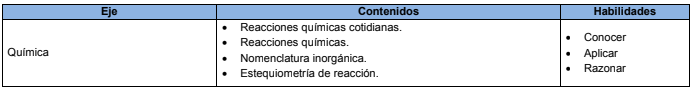 Eje Contenidos Habilidades
Química
• Reacciones químicas cotidianas.
• Reacciones químicas.
• Nomenclatura inorgánica.
• Estequiometría de reacción.
• Conocer
• Aplicar
• Razonar